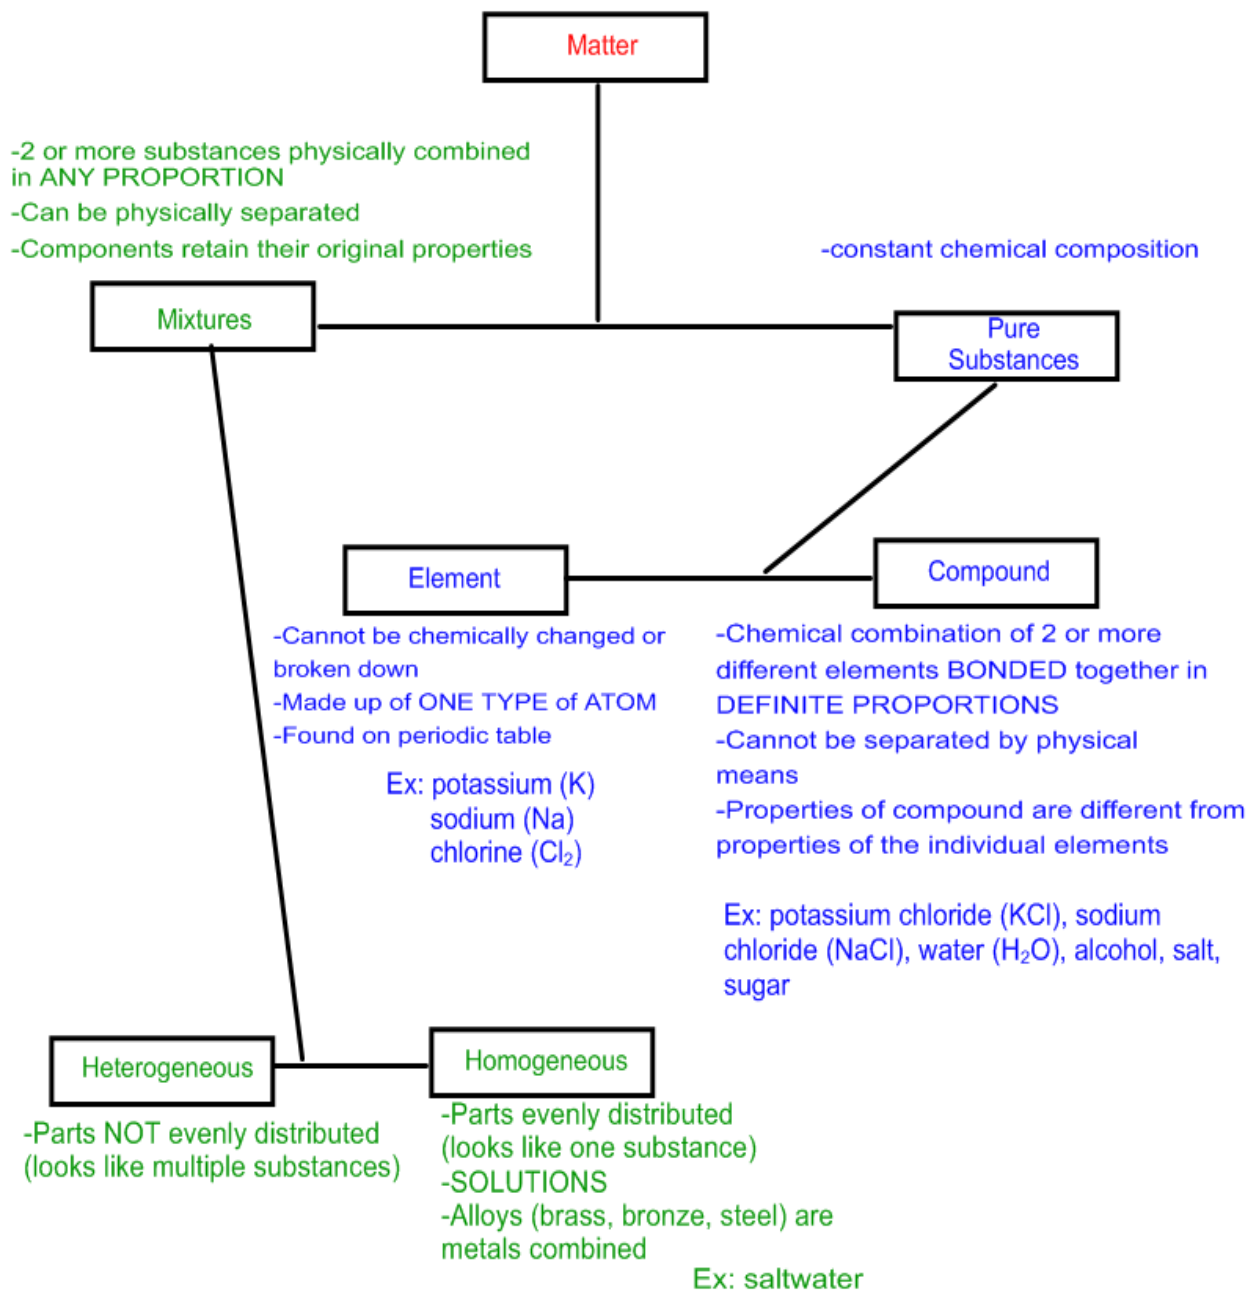 Matter
-2 or more substances physically combined
in ANY PROPORTION
-Can be physically separated
-Components retain their original properties
-constant chemical composition
Mixtures
Pure
Substances
Element
Compound
-Cannot be chemically changed or
broken down
-Made up of ONE TYPE of ATOM
-Found on periodic table
Ex: potassium (K)
sodium (Na)
chlorine (Cl₂)
-Chemical combination of 2 or more
different elements BONDED together in
DEFINITE PROPORTIONS
-Cannot be separated by physical
means
-Properties of compound are different from
properties of the individual elements
Ex: potassium chloride (KCl), sodium
chloride (NaCl), water (H₂O), alcohol, salt,
sugar
Heterogeneous
-Parts NOT evenly distributed
(looks like multiple substances)
Homogeneous
-Parts evenly distributed
(looks like one substance)
-SOLUTIONS
-Alloys (brass, bronze, steel) are
metals combined
Ex: saltwater